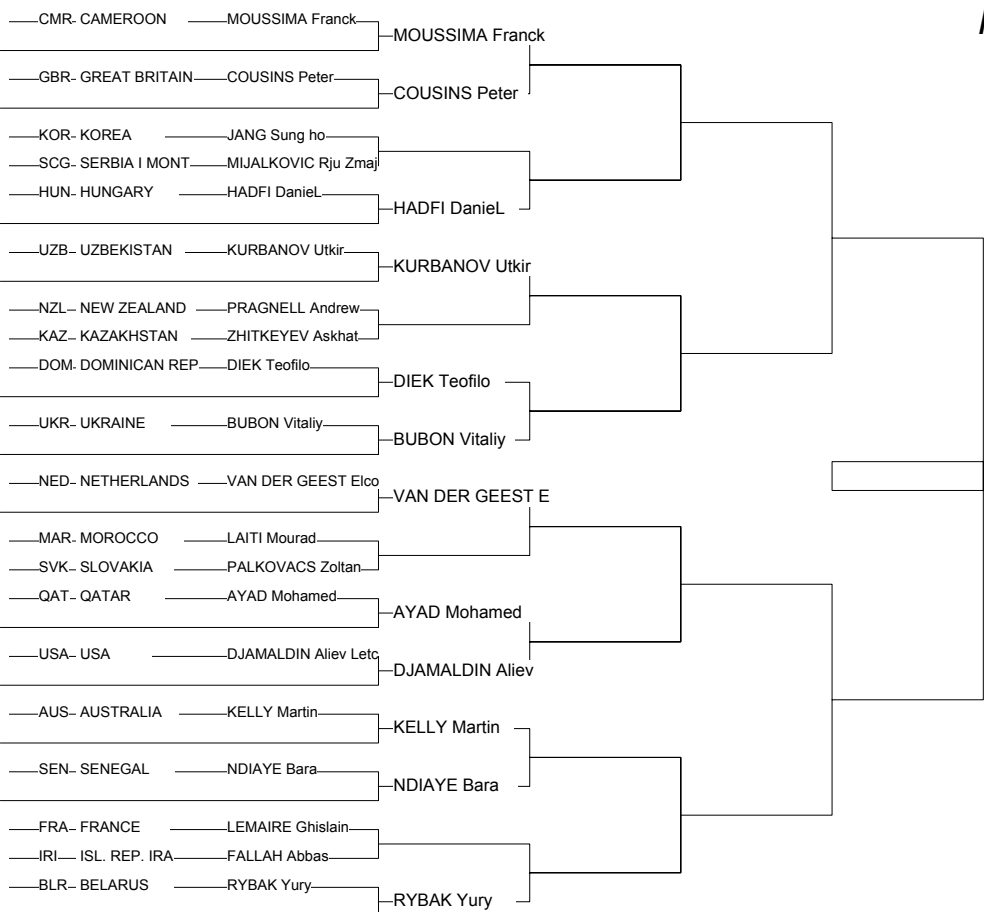 CMR CAMEROON MOUSSIMA Franck
MOUSSIMA Franck
GBR GREAT BRITAIN COUSINS Peter
COUSINS Peter
KOR KOREA JANG Sung ho
SCG SERBIA I MONT MIJALKOVIC Rju Zmaj
HUN HUNGARY HADFI DanieL
HADFI DanieL
UZB UZBEKISTAN KURBANOV Utkir
KURBANOV Utkir
NZL NEW ZEALAND PRAGNELL Andrew
KAZ KAZAKHSTAN ZHITKEYEV Askhat
DOM DOMINICAN REP DIEK Teofilo
DIEK Teofilo
UKR UKRAINE BUBON Vitaliy
BUBON Vitaliy
NED NETHERLANDS VAN DER GEEST Elco
VAN DER GEEST E
MAR MOROCCO LAITI Mourad
SVK SLOVAKIA PALKOVACS Zoltan
QAT QATAR AYAD Mohamed
AYAD Mohamed
USA USA DJAMALDIN Aliev Letc
DJAMALDIN Aliev
AUS AUSTRALIA KELLY Martin
KELLY Martin
SEN SENEGAL NDIAYE Bara
NDIAYE Bara
FRA FRANCE LEMAIRE Ghislain
IRI ISL. REP. IRA FALLAH Abbas
BLR BELARUS RYBAK Yury
RYBAK Yury